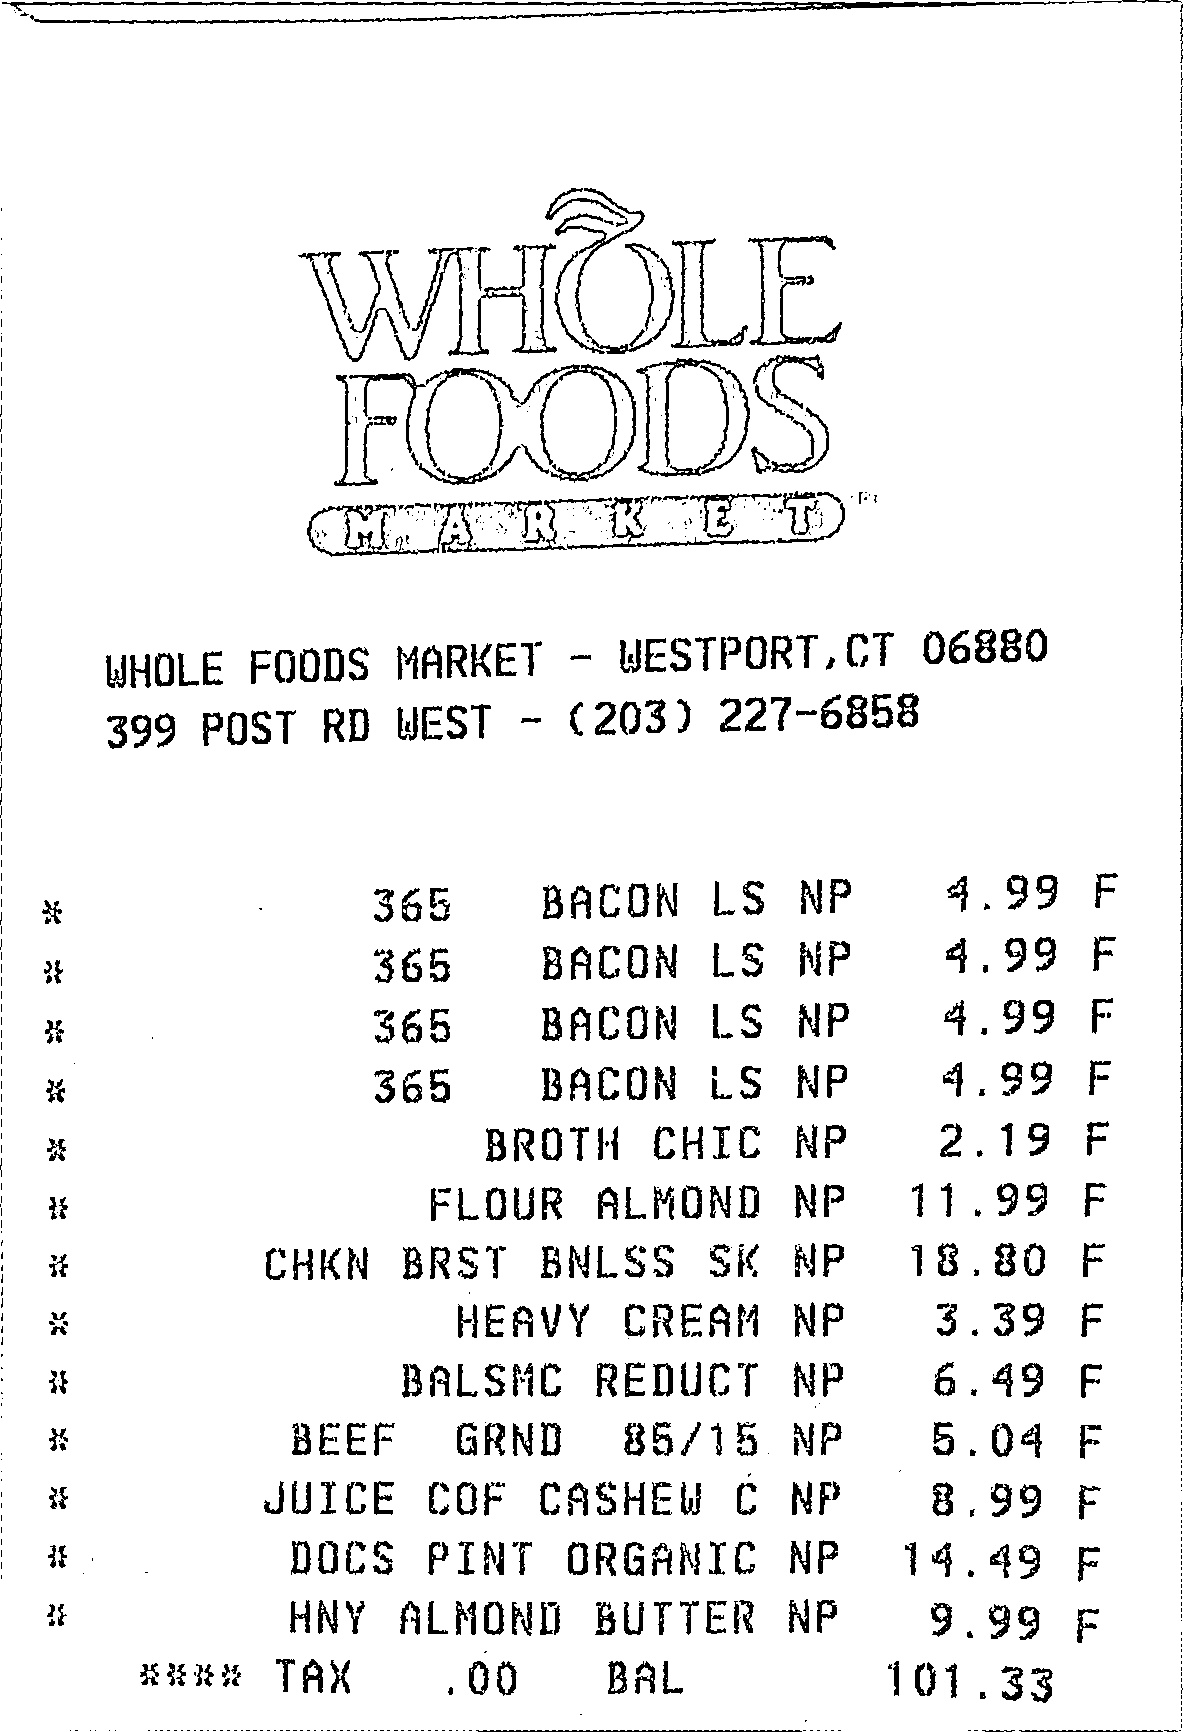 WHOLE
FOODS
MARKET™
WHOLE FOODS MARKET - WESTPORT,CT 06880
399 POST RD WEST - (203) 227-6858
* 365 BACON LS NP 4.99 F
* 365 BACON LS NP 4.99 F
* 365 BACON LS NP 4.99 F
* 365 BACON LS NP 4.99 F
* BROTH CHIC NP 2.19 F
* FLOUR ALMOND NP 11.99 F
* CHKN BRST BNLSS SK NP 18.80 F
* HEAVY CREAM NP 3.39 F
* BALSMC REDUCT NP 6.49 F
* BEEF GRND 85/15 NP 5.04 F
* JUICE COF CASHEW C NP 8.99 F
* DOCS PINT ORGANIC NP 14.49 F
* HNY ALMOND BUTTER NP 9.99 F
**** TAX .00 BAL 101.33